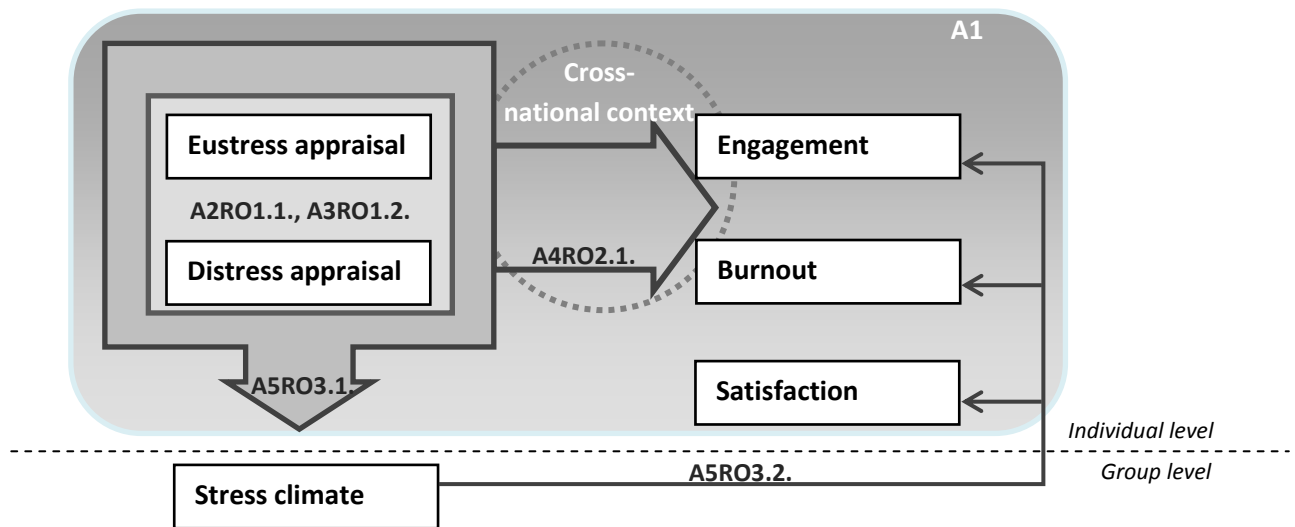 A1
Cross-
national context
Eustress appraisal
Engagement
A2RO1.1., A3RO1.2.
A4RO2.1.
Distress appraisal
Burnout
A5RO3.1.
Satisfaction
Individual level
A5RO3.2.
Group level
Stress climate